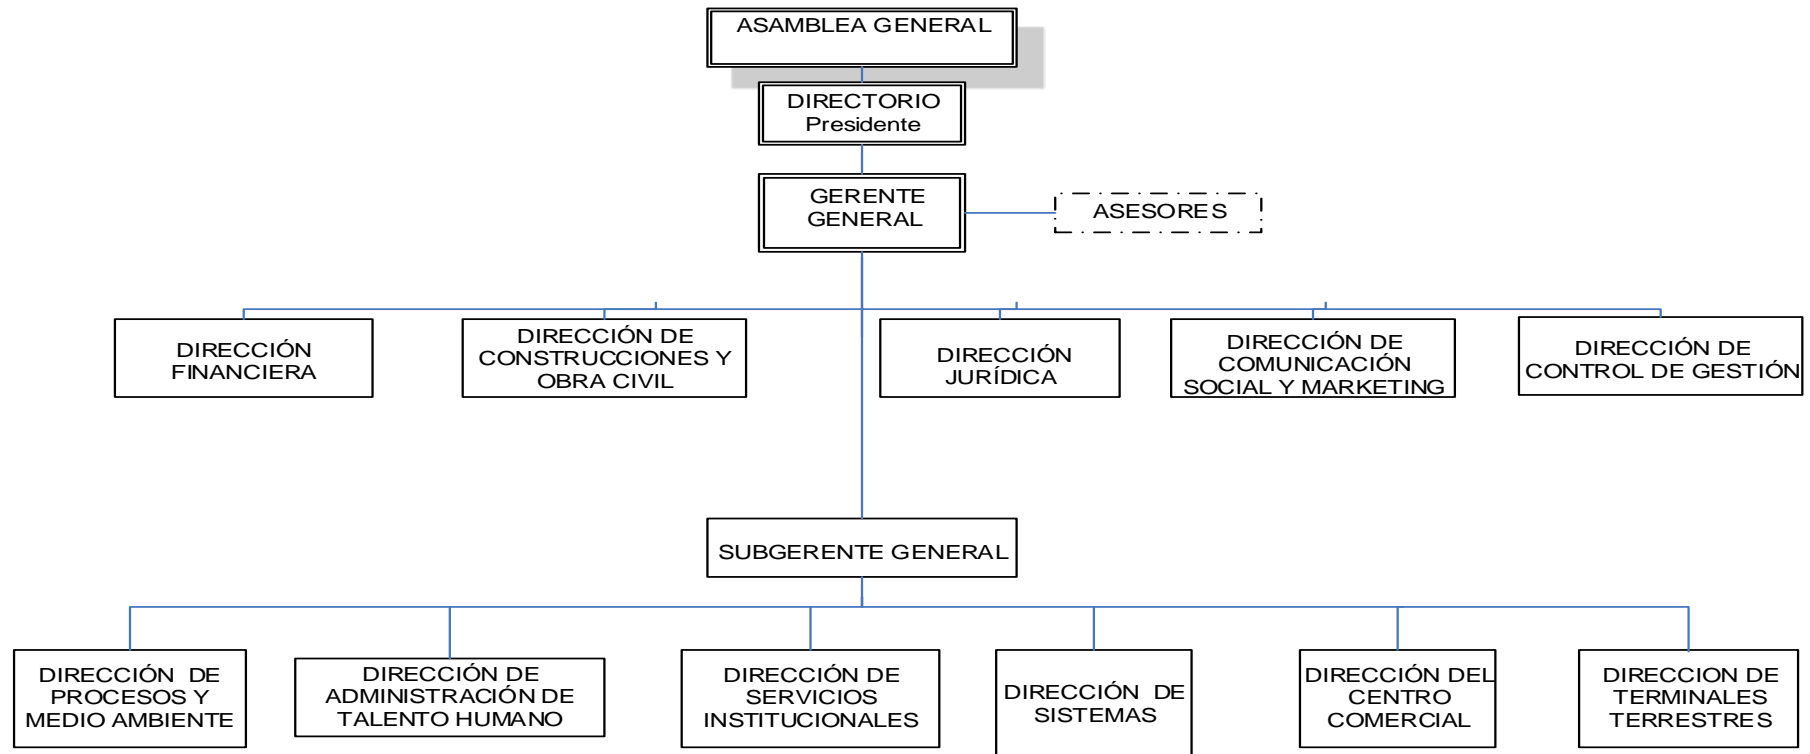 ASAMBLEA GENERAL
DIRECTORIO
Presidente
GERENTE
GENERAL
ASESORES
DIRECCIÓN
FINANCIERA
DIRECCIÓN DE
CONSTRUCCIONES Y
OBRA CIVIL
DIRECCIÓN
JURÍDICA
DIRECCIÓN DE
COMUNICACIÓN
SOCIAL Y MARKETING
DIRECCIÓN DE
CONTROL DE GESTIÓN
SUBGERENTE GENERAL
DIRECCIÓN DE
PROCESOS Y
MEDIO AMBIENTE
DIRECCIÓN DE
ADMINISTRACIÓN DE
TALENTO HUMANO
DIRECCIÓN DE
SERVICIOS
INSTITUCIONALES
DIRECCIÓN DE
SISTEMAS
DIRECCIÓN DEL
CENTRO
COMERCIAL
DIRECCION DE
TERMINALES
TERRESTRES